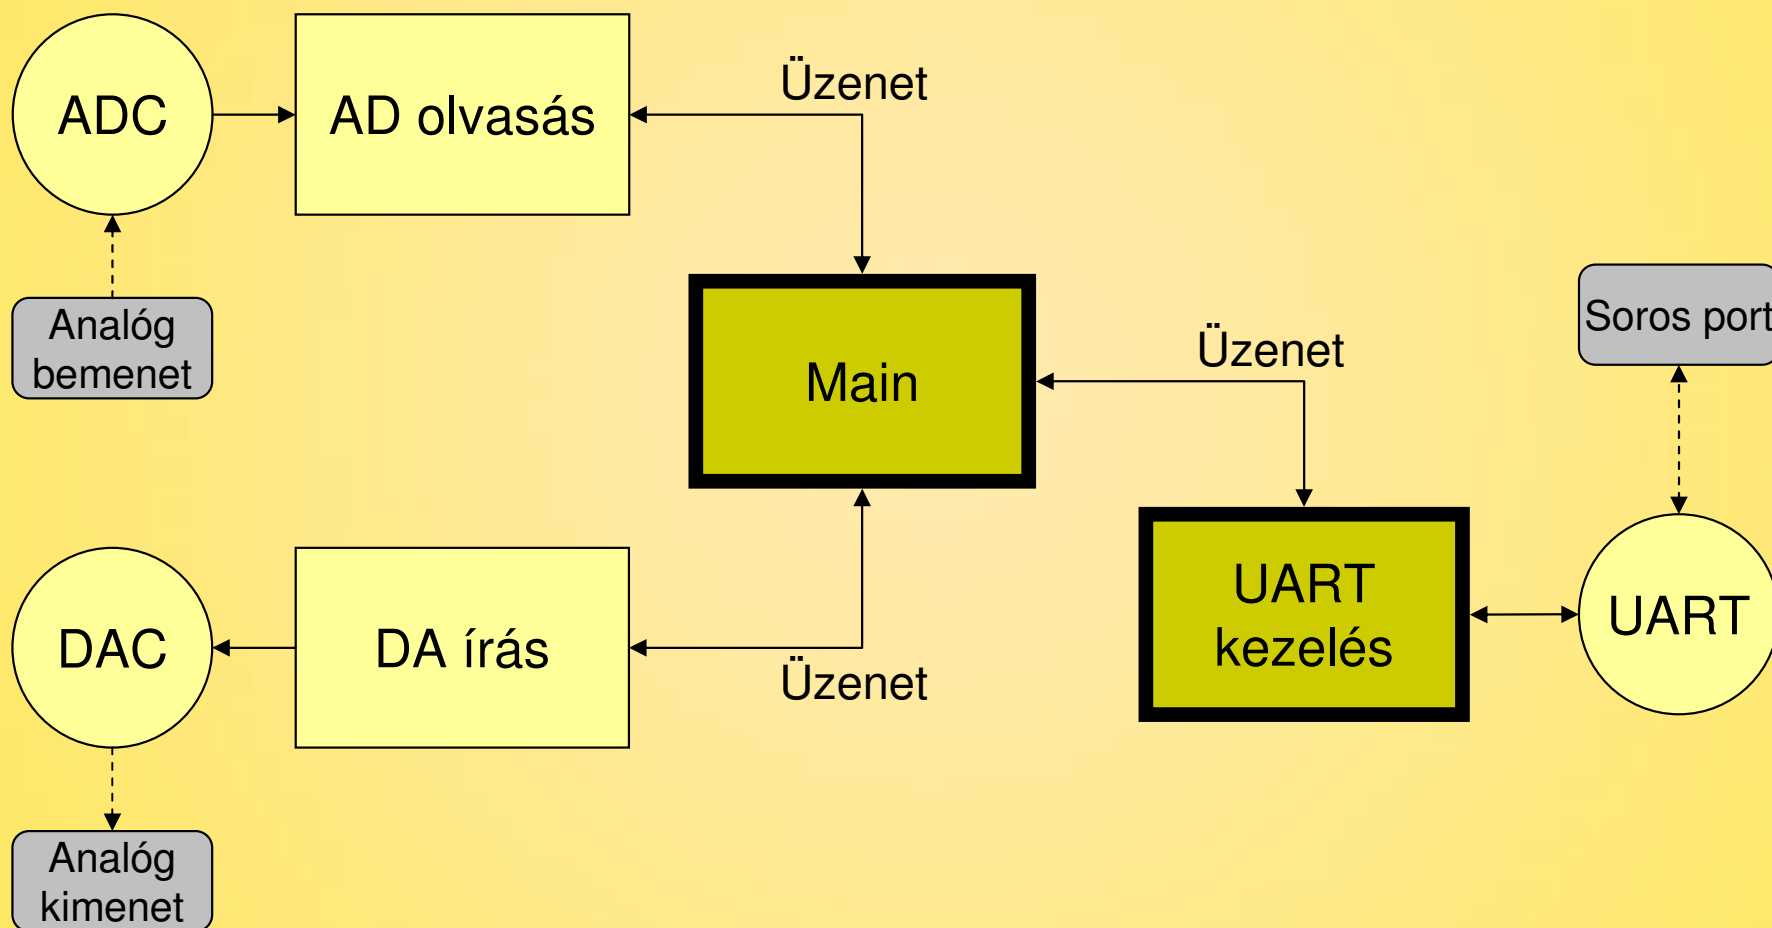 ADC
AD olvasás
Üzenet
Analóg
bemenet
Main
Üzenet
Soros port
DAC
DA írás
Üzenet
UART
kezelés
UART
Analóg
kimenet